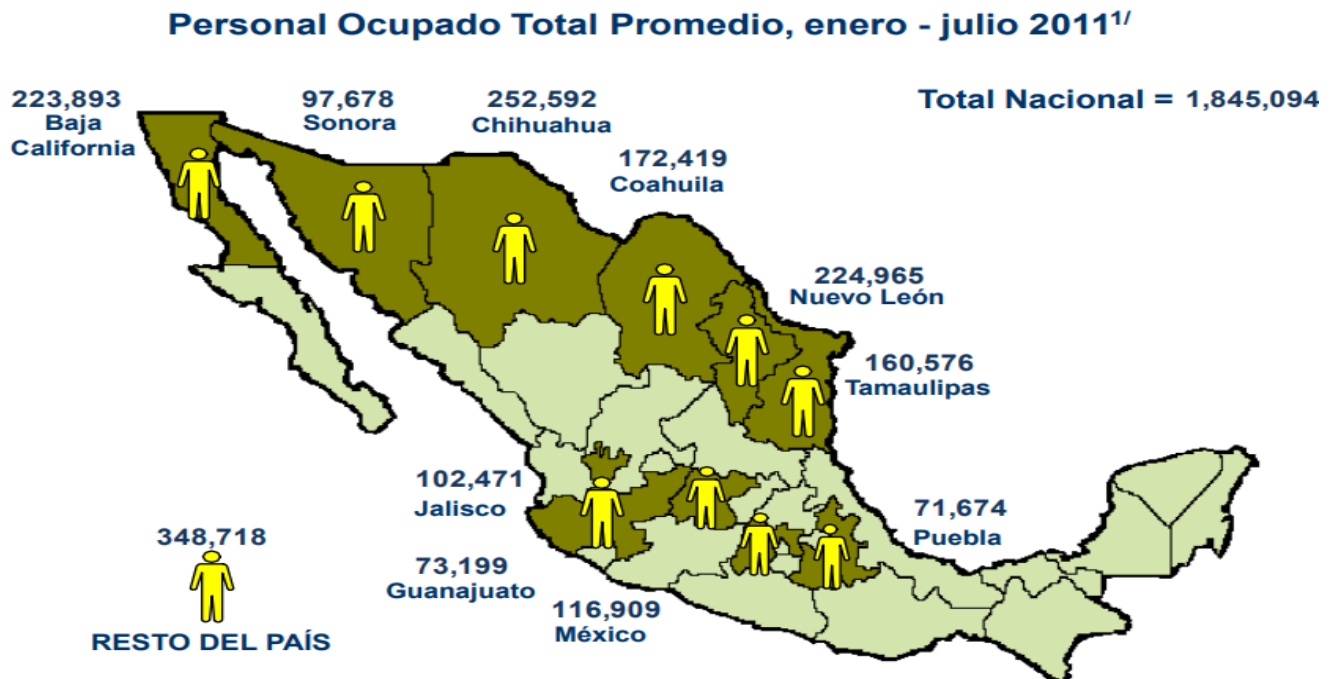 Personal Ocupado Total Promedio, enero - julio 2011¹/
Total Nacional = 1,845,094
223,893
Baja
California
97,678
Sonora
252,592
Chihuahua
172,419
Coahuila
224,965
Nuevo León
160,576
Tamaulipas
102,471
Jalisco
73,199
Guanajuato
116,909
México
71,674
Puebla
348,718
RESTO DEL PAÍS